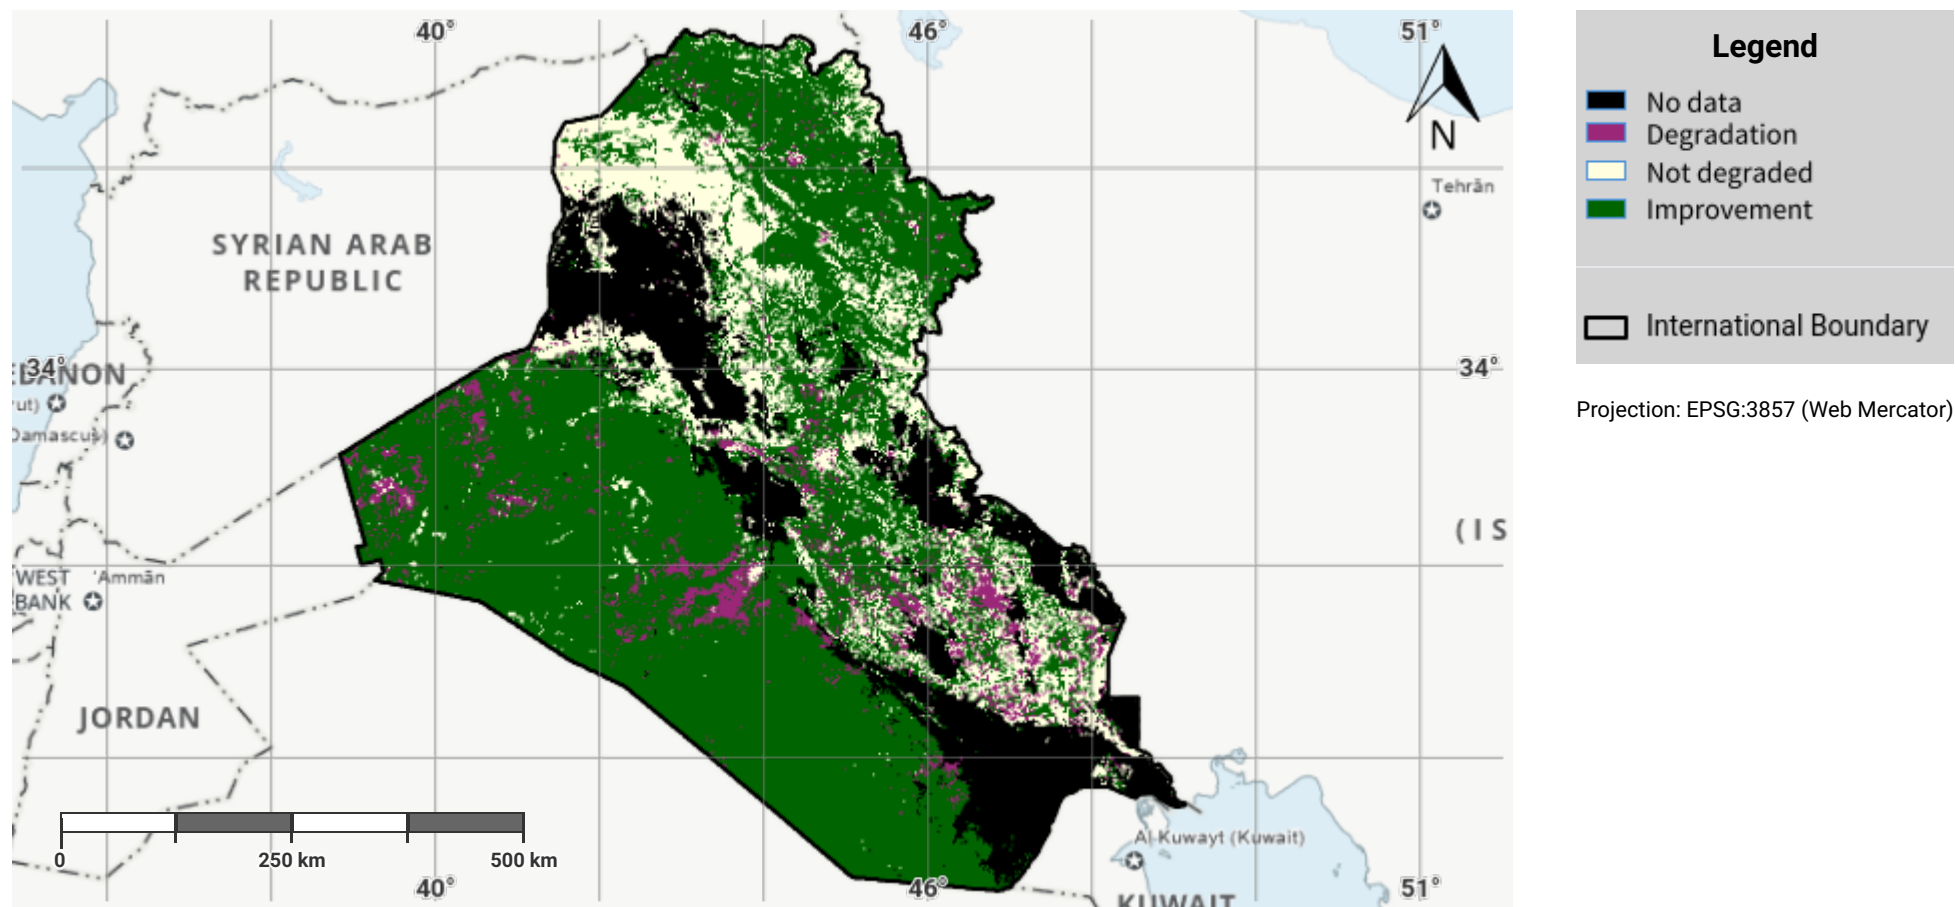 40°
46°
51°
Legend
No data
Degradation
Not degraded
Improvement
International Boundary
Projection: EPSG:3857 (Web Mercator)
N
Tehrān
SYRIAN ARAB
REPUBLIC
34°
34°
EBANON
ut)
Damascus)
(IS
WEST
BANK
'Ammān
JORDAN
0
250 km
500 km
Al Kuwayt (Kuwait)
40°
46°
51°
KUWAIT